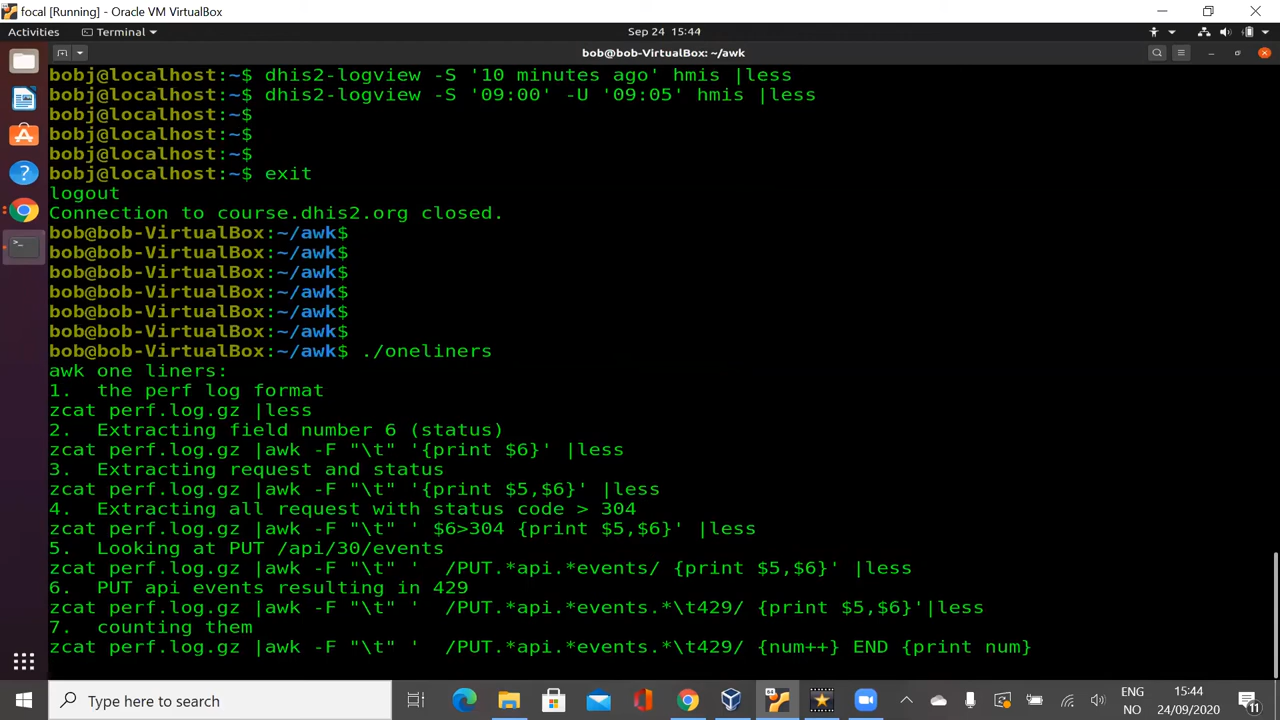 focal [Running] - Oracle VM VirtualBox
Activities Terminal Sep 24 15:44
bob@bob-VirtualBox: ~/awk
bobj@localhost:~$ dhis2-logview -S '10 minutes ago' hmis |less
bobj@localhost:~$ dhis2-logview -S '09:00' -U '09:05' hmis |less
bobj@localhost:~$
bobj@localhost:~$
bobj@localhost:~$
bobj@localhost:~$ exit
logout
Connection to course.dhis2.org closed.
bob@bob-VirtualBox:~/awk$
bob@bob-VirtualBox:~/awk$
bob@bob-VirtualBox:~/awk$
bob@bob-VirtualBox:~/awk$
bob@bob-VirtualBox:~/awk$
bob@bob-VirtualBox:~/awk$
bob@bob-VirtualBox:~/awk$ ./oneliners
awk one liners:
1.  the perf log format
zcat perf.log.gz |less
2.  Extracting field number 6 (status)
zcat perf.log.gz |awk -F "\t" '{print $6}' |less
3.  Extracting request and status
zcat perf.log.gz |awk -F "\t" '{print $5,$6}' |less
4.  Extracting all request with status code > 304
zcat perf.log.gz |awk -F "\t" ' $6>304 {print $5,$6}' |less
5.  Looking at PUT /api/30/events
zcat perf.log.gz |awk -F "\t" '  /PUT.*api.*events/ {print $5,$6}' |less
6.  PUT api events resulting in 429
zcat perf.log.gz |awk -F "\t" '  /PUT.*api.*events.*\t429/ {print $5,$6}'|less
7.  counting them
zcat perf.log.gz |awk -F "\t" '  /PUT.*api.*events.*\t429/ {num++} END {print num}
Type here to search
ENG
NO
15:44
24/09/2020
11